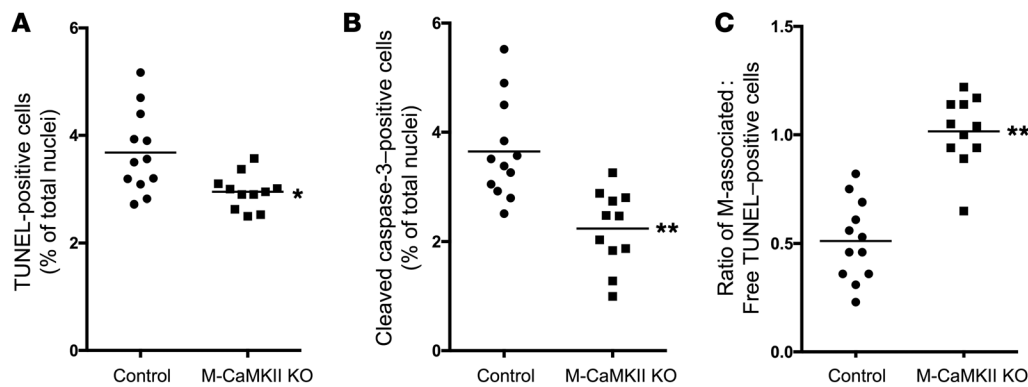 A
TUNEL-positive cells
(% of total nuclei)
6
4
2
0
*
Control
M-CaMKII KO
B
Cleaved caspase-3–positive cells
(% of total nuclei)
6
4
2
0
**
Control
M-CaMKII KO
C
Ratio of M-associated :
Free TUNEL–positive cells
1.5
1.0
0.5
0.0
**
Control
M-CaMKII KO